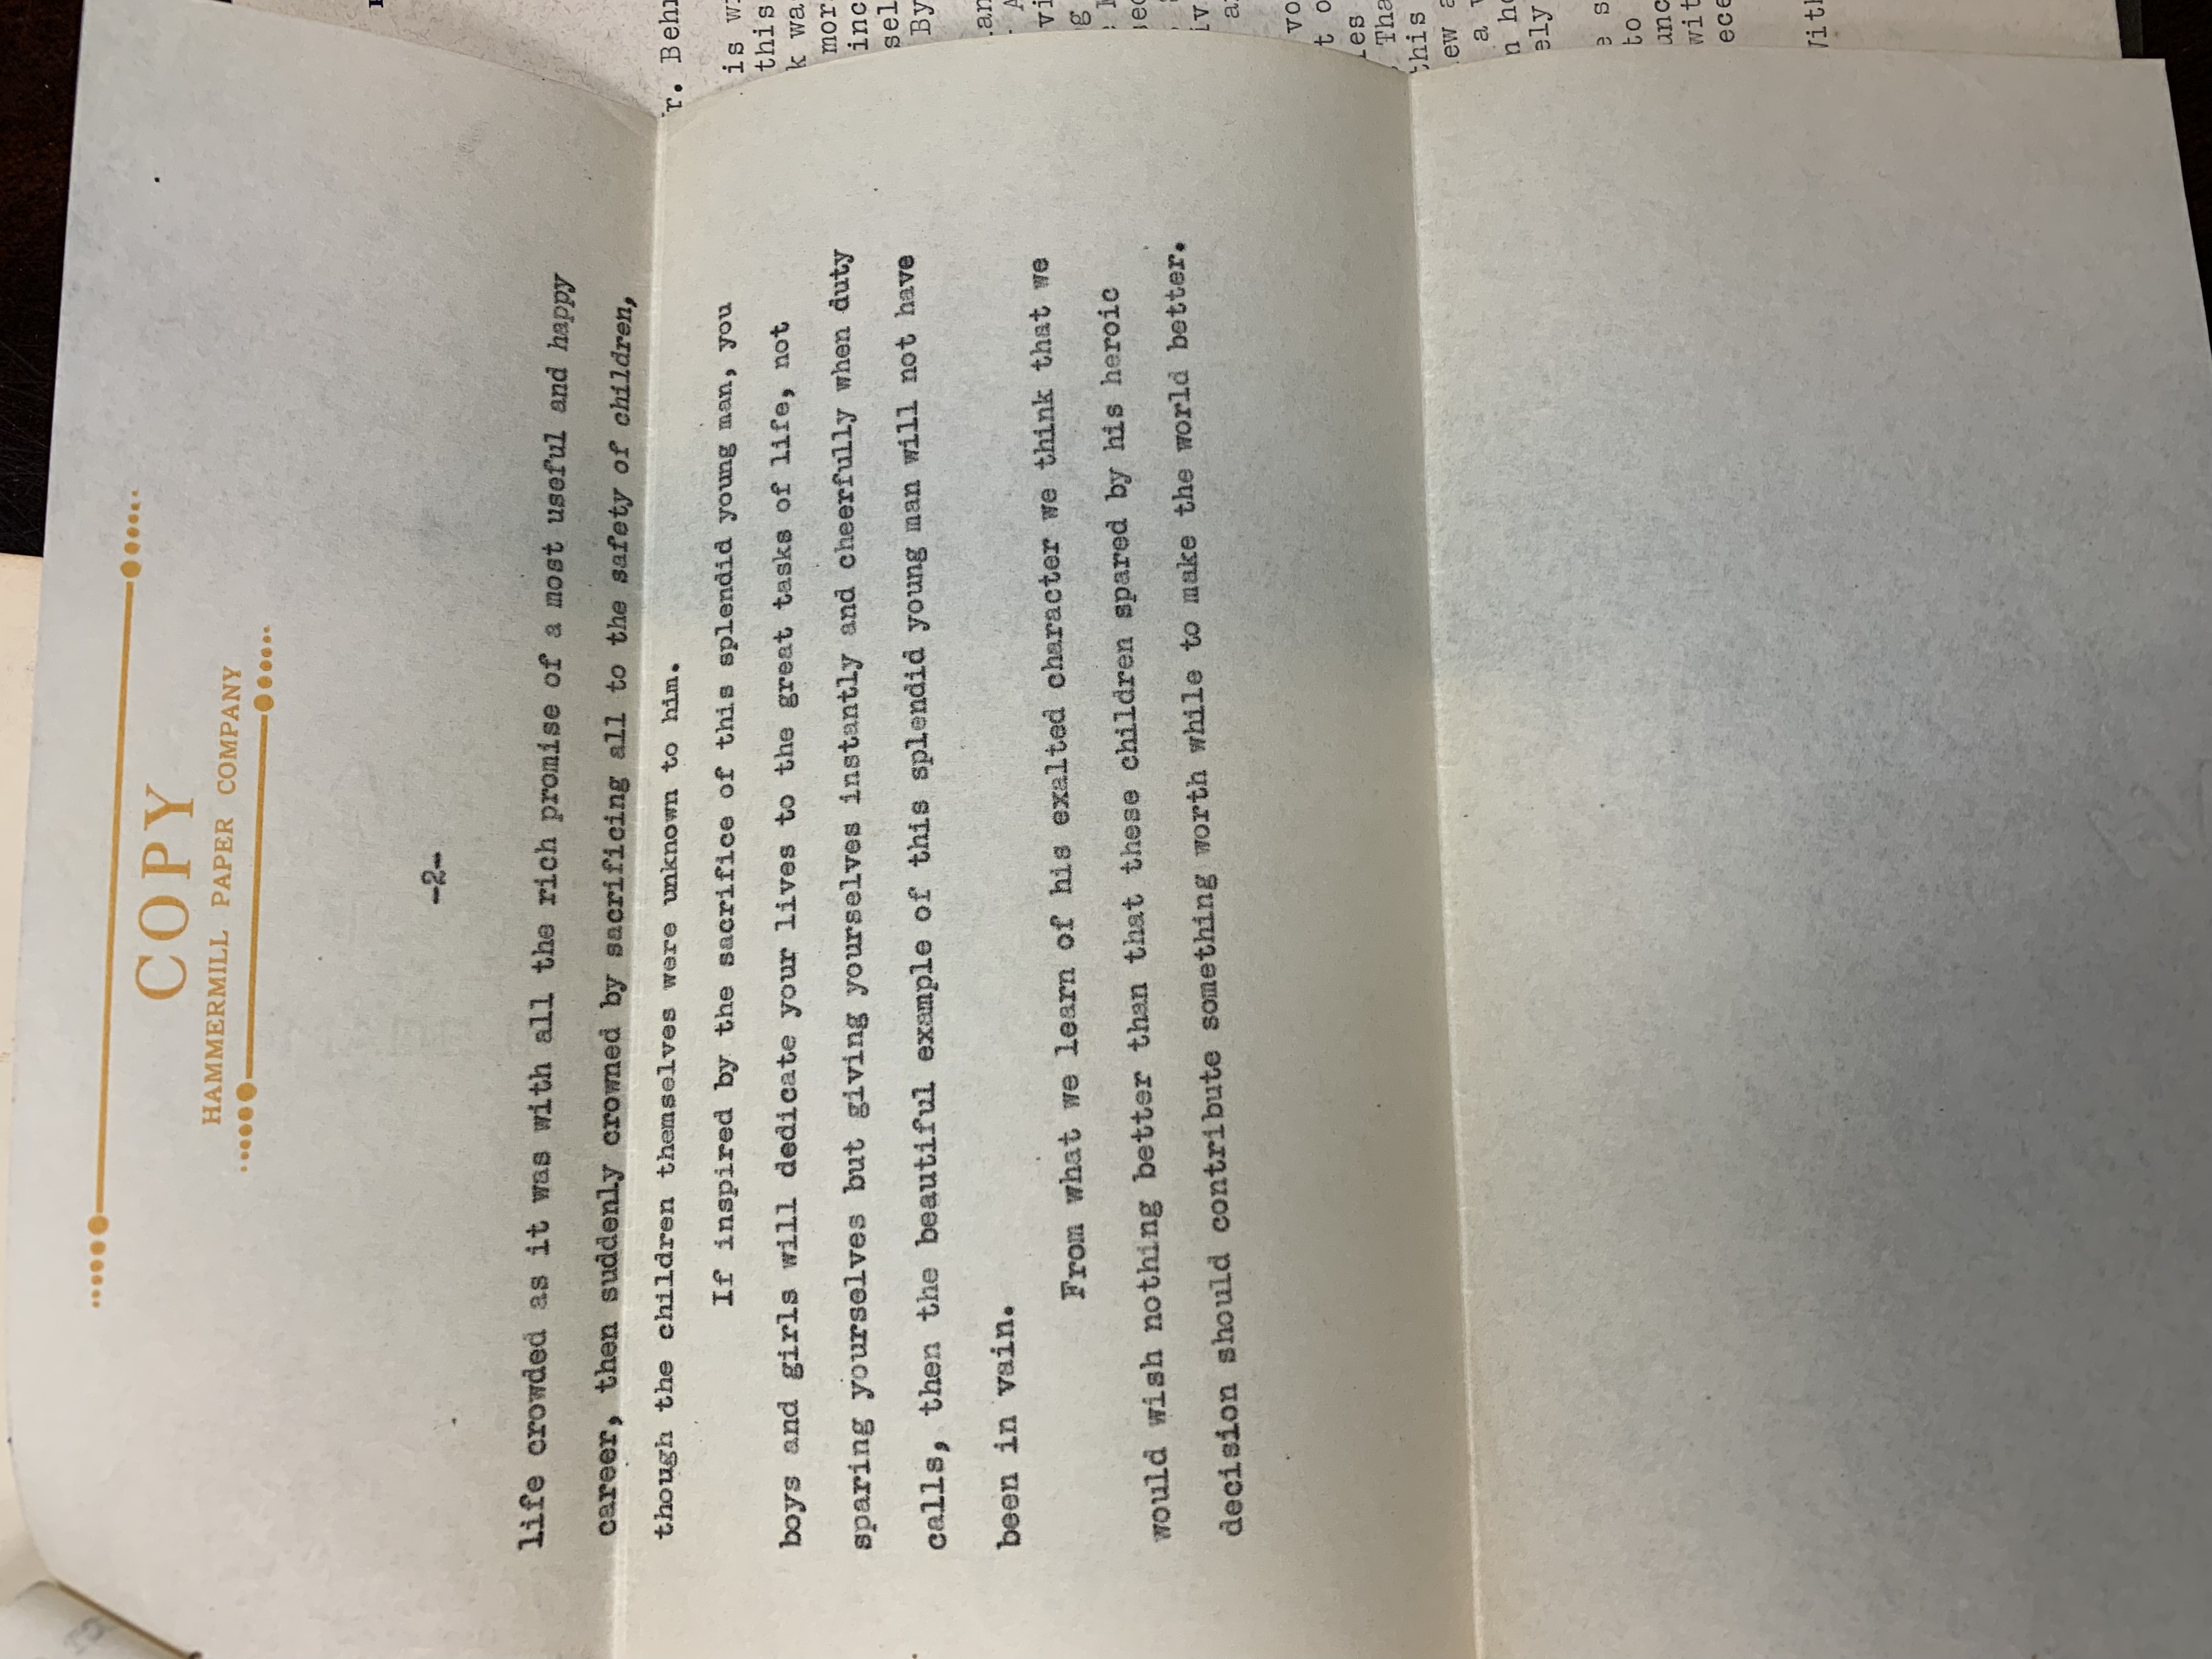 COPY
HAMMERMILL PAPER COMPANY
-2-
life crowded as it was with all the rich promise of a most useful and happy
career, then suddenly crowned by sacrificing all to the safety of children,
though the children themselves were unknown to him.
If inspired by the sacrifice of this splendid young man, you
boys and girls will dedicate your lives to the great tasks of life, not
sparing yourselves but giving yourselves instantly and cheerfully when duty
calls, then the beautiful example of this splendid young man will not have
been in vain.
From what we learn of his exalted character we think that we
would wish nothing better than that these children spared by his heroic
decision should contribute something worth while to make the world better.
r. Beh
is w
this
k wa
mor
inc
sel
By
A
vi
g
vo
t o
les
Tha
this
ew a
a
n ho
ely
e s
to
unc
wit
ece
With